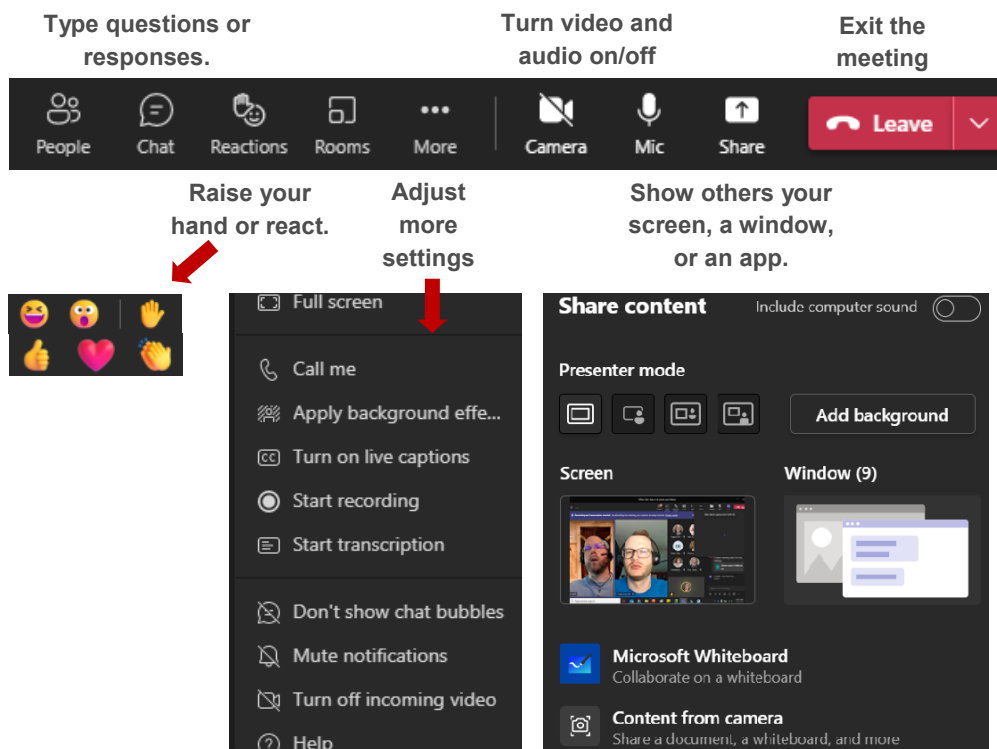 Type questions or
responses.
Turn video and
audio on/off
Exit the
meeting
People
Chat
Reactions
Rooms
More
Camera
Mic
Share
Leave
Raise your
hand or react.
Adjust
more
settings
Show others your
screen, a window,
or an app.
Full screen
Call me
Apply background effe...
CC Turn on live captions
Start recording
Start transcription
Don't show chat bubbles
Mute notifications
Turn off incoming video
Help
Share content
Include computer sound
Presenter mode
Add background
Screen
Window (9)
Microsoft Whiteboard
Collaborate on a whiteboard
Content from camera
Share a document, a whiteboard, and more